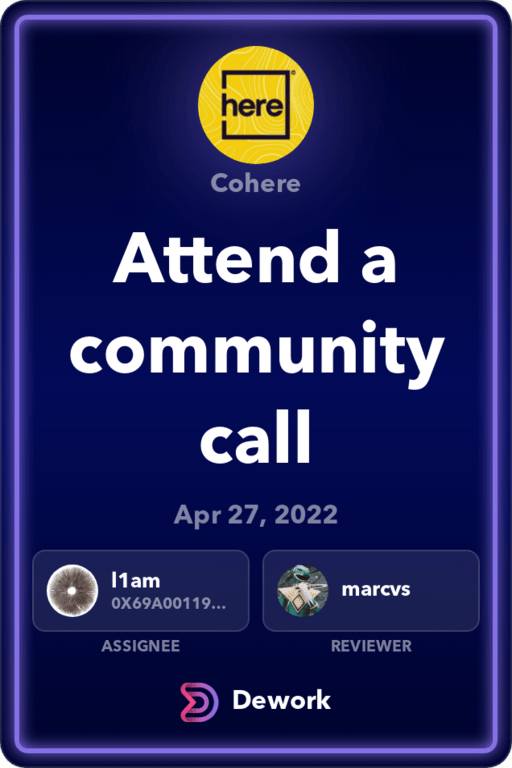 here
Cohere
Attend a
community
call
Apr 27, 2022
l1am
0X69A00119...
marcvs
ASSIGNEE
REVIEWER
Dework